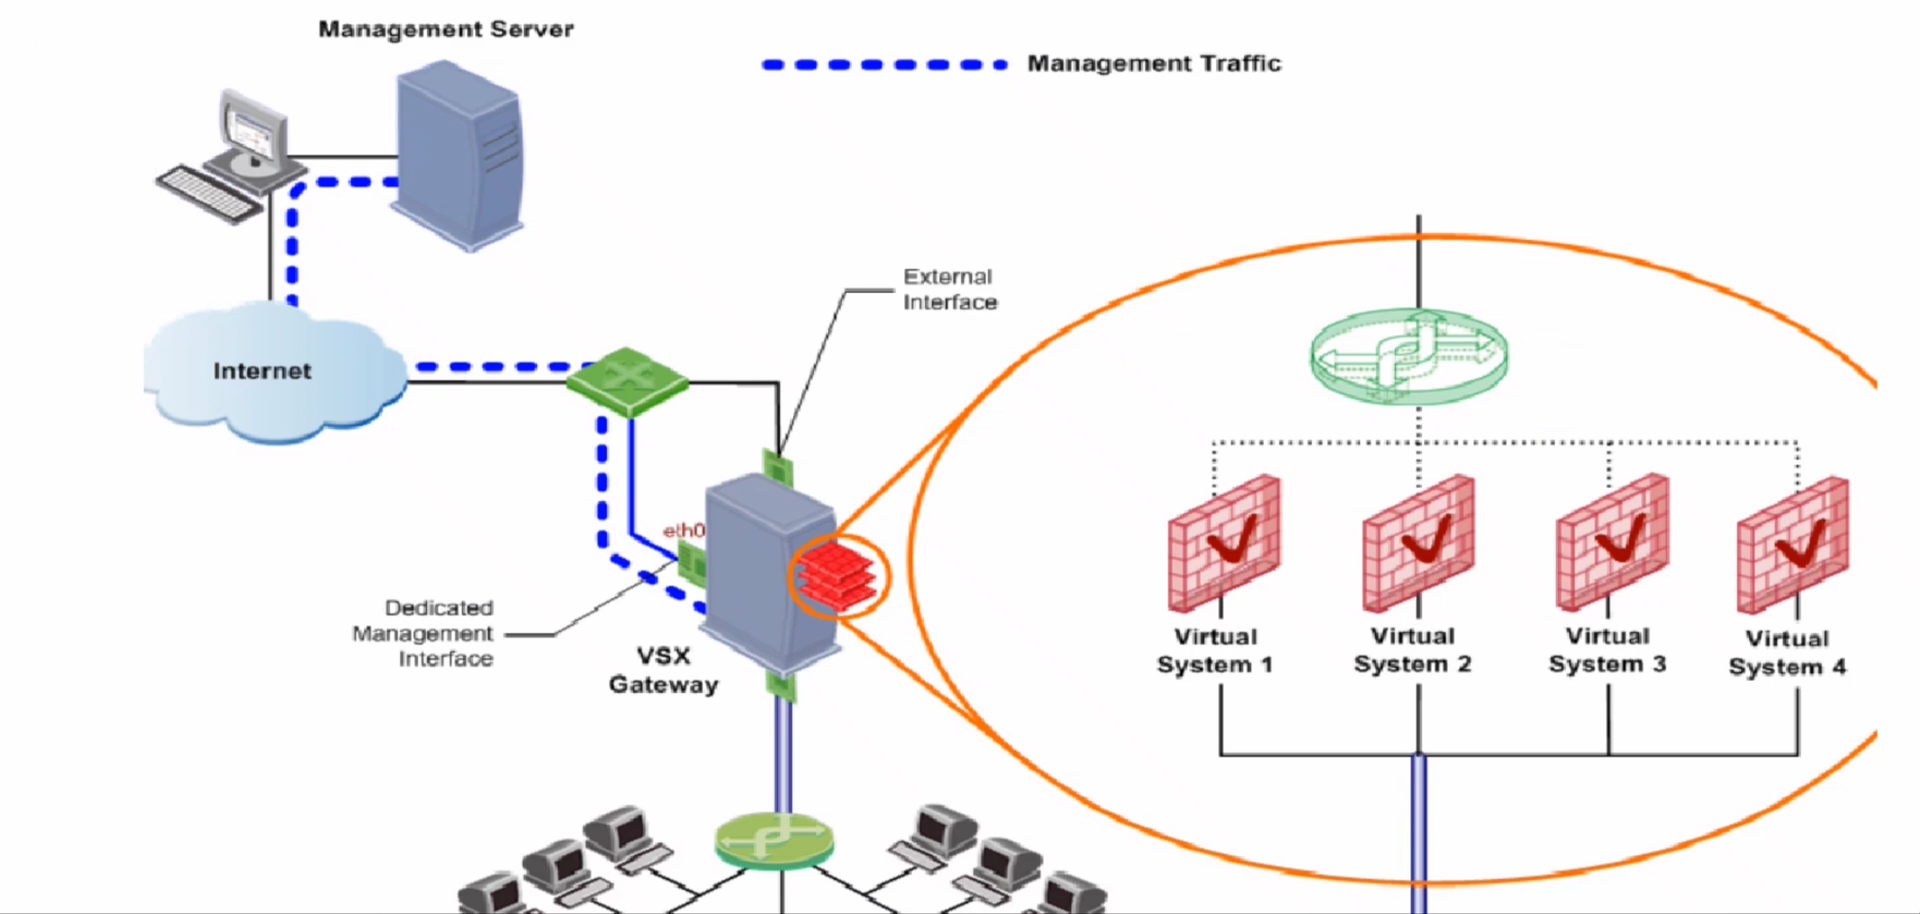 Management Server
Management Traffic
External
Interface
Internet
eth0
Dedicated
Management
Interface
VSX
Gateway
Virtual
System 1
Virtual
System 2
Virtual
System 3
Virtual
System 4